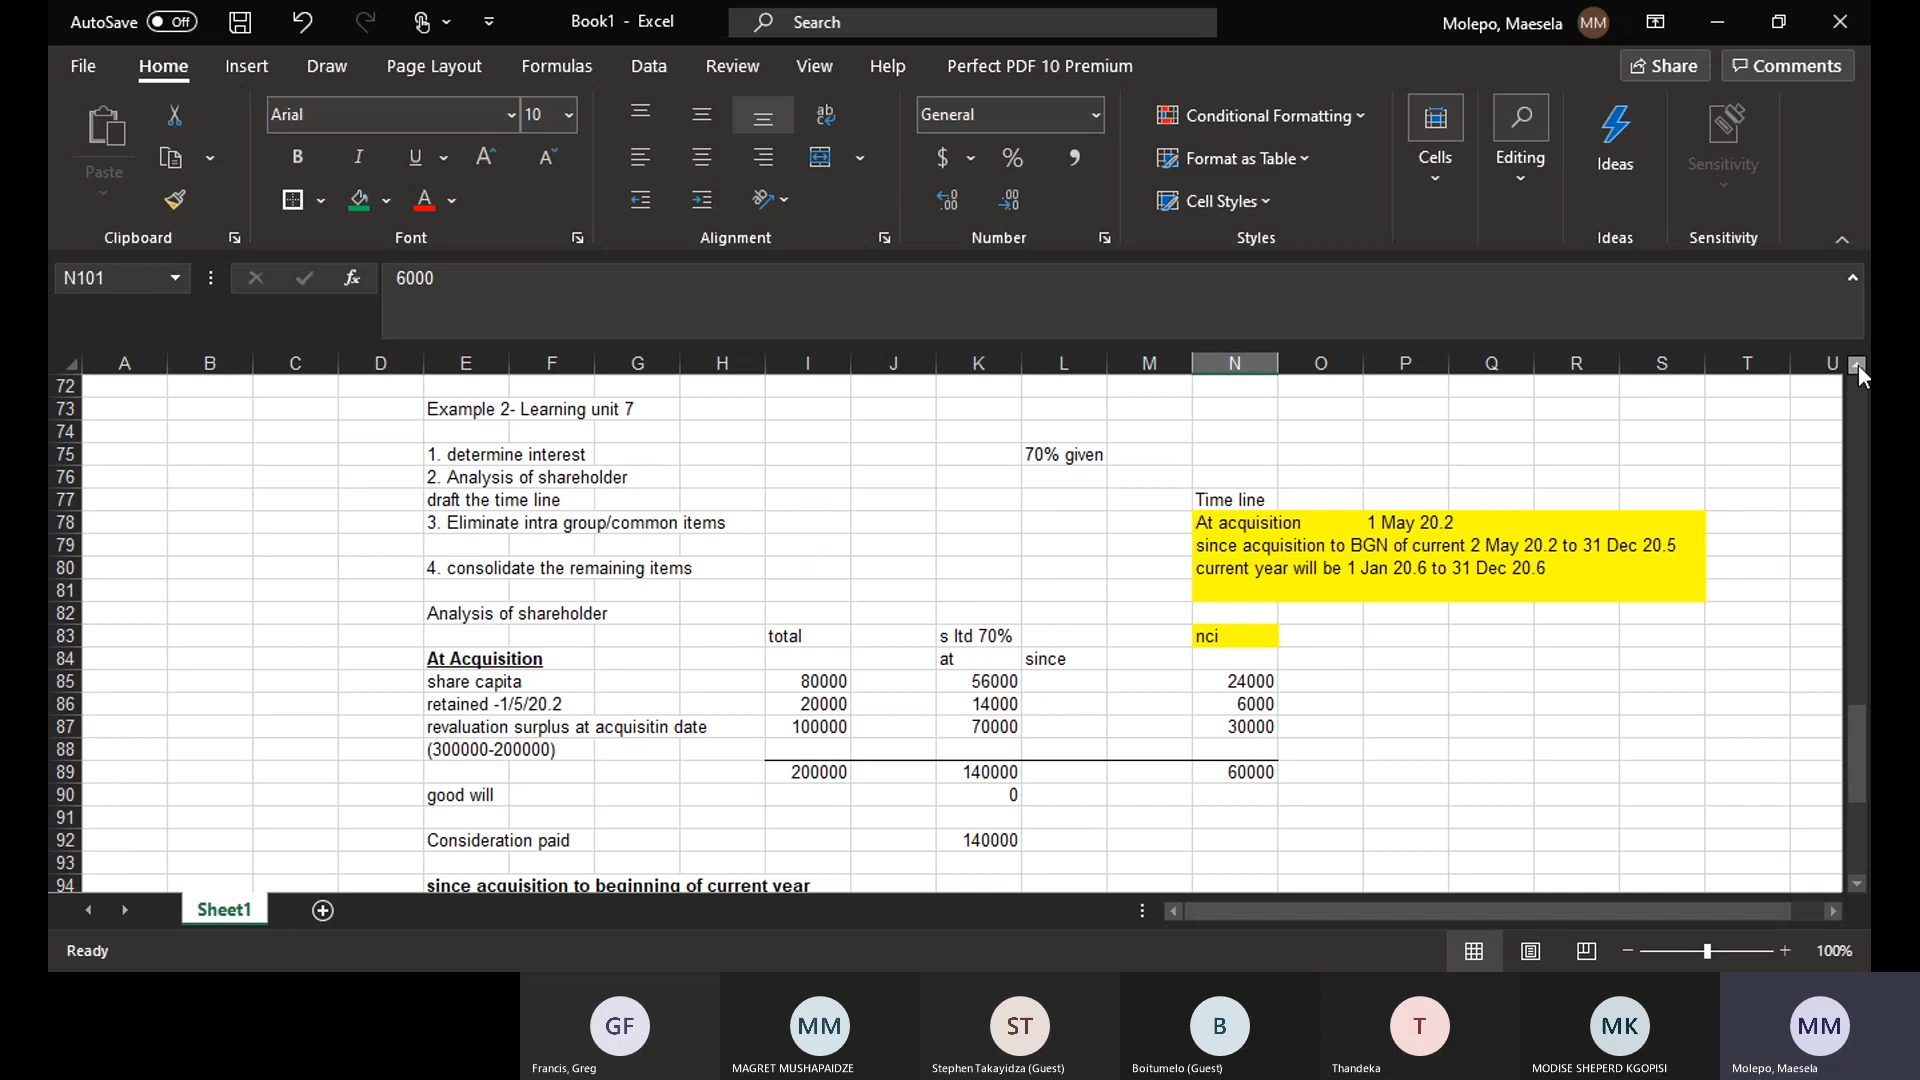 AutoSave Off Book1 - Excel Search Molepo, Maesela MM
File Home Insert Draw Page Layout Formulas Data Review View Help Perfect PDF 10 Premium Share Comments
Paste
Clipboard
Arial 10
B I U A A
A
Font
ab
Alignment
General
$ % ,
.00 .00
Number
Conditional Formatting
Format as Table
Cell Styles
Styles
Cells
Editing
Ideas
Ideas
Sensitivity
Sensitivity
N101 fx 6000
A B C D E F G H I J K L M N O P Q R S T U
72
73 Example 2- Learning unit 7
74
75 1. determine interest 70% given
76 2. Analysis of shareholder
77 draft the time line Time line
78 3. Eliminate intra group/common items At acquisition 1 May 20.2
79 since acquisition to BGN of current 2 May 20.2 to 31 Dec 20.5
80 4. consolidate the remaining items current year will be 1 Jan 20.6 to 31 Dec 20.6
81
82 Analysis of shareholder
83 total s ltd 70% nci
84 At Acquisition at since
85 share capita 80000 56000 24000
86 retained -1/5/20.2 20000 14000 6000
87 revaluation surplus at acquisitin date 100000 70000 30000
88 (300000-200000)
89 200000 140000 60000
90 good will 0
91
92 Consideration paid 140000
93
94 since acquisition to beginning of current year
Sheet1
Ready 100%
GF MM ST B T MK MM
Francis, Greg MAGRET MUSHAPAIDZE Stephen Takayidza (Guest) Boitumelo (Guest) Thandeka MODISE SHEPERD KGOPISI Molepo, Maesela